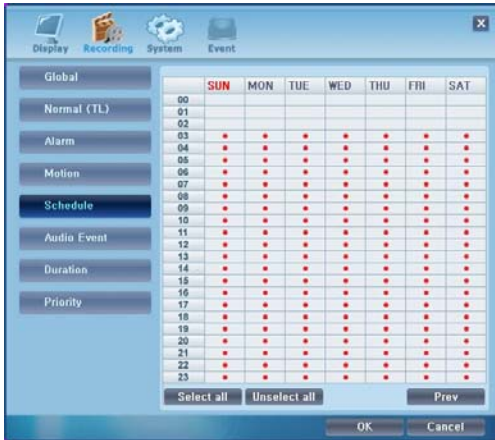 Display Recording System Event
Global
Normal (TL)
Alarm
Motion
Schedule
Audio Event
Duration
Priority
SUN MON TUE WED THU FRI SAT
00
01
02
03
04
05
06
07
08
09
10
11
12
13
14
15
16
17
18
19
20
21
22
23
Select all Unselect all Prev
OK Cancel